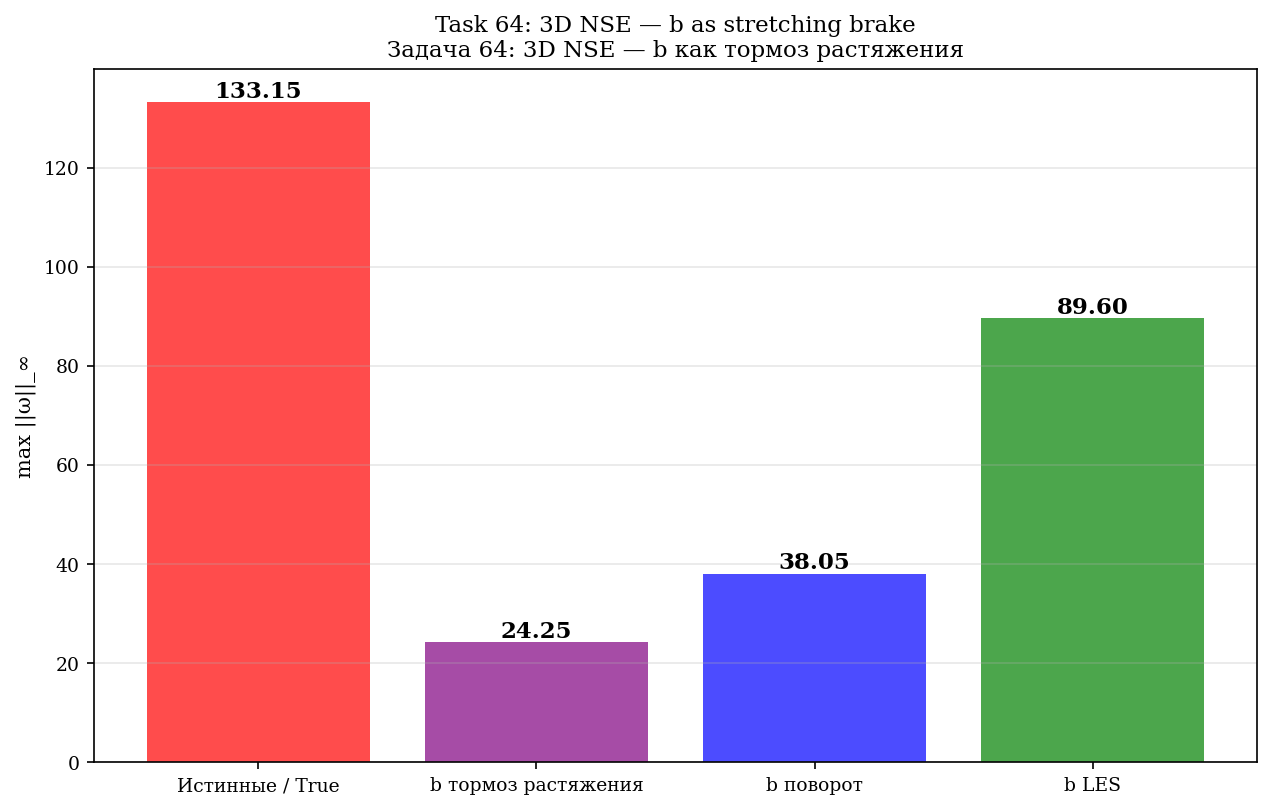 Task 64: 3D NSE — b as stretching brake
Задача 64: 3D NSE — b как тормоз растяжения
max ||ω||_∞
120
100
80
60
40
20
0
133.15
24.25
38.05
89.60
Истинные / True
b тормоз растяжения
b поворот
b LES